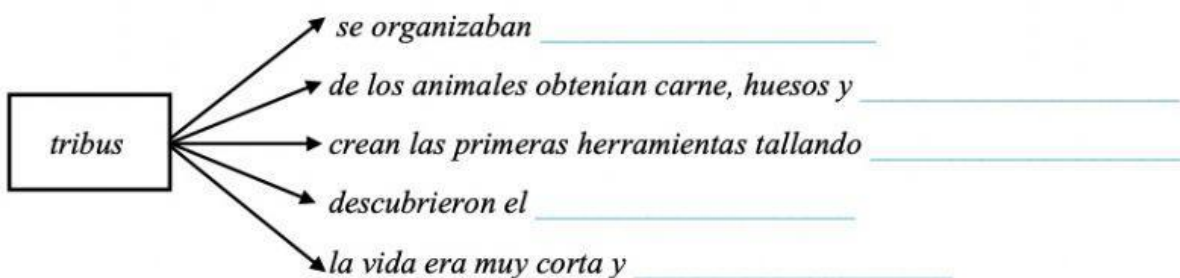 tribus
se organizaban
de los animales obtenían carne, huesos y
crean las primeras herramientas tallando
descubrieron el
la vida era muy corta y